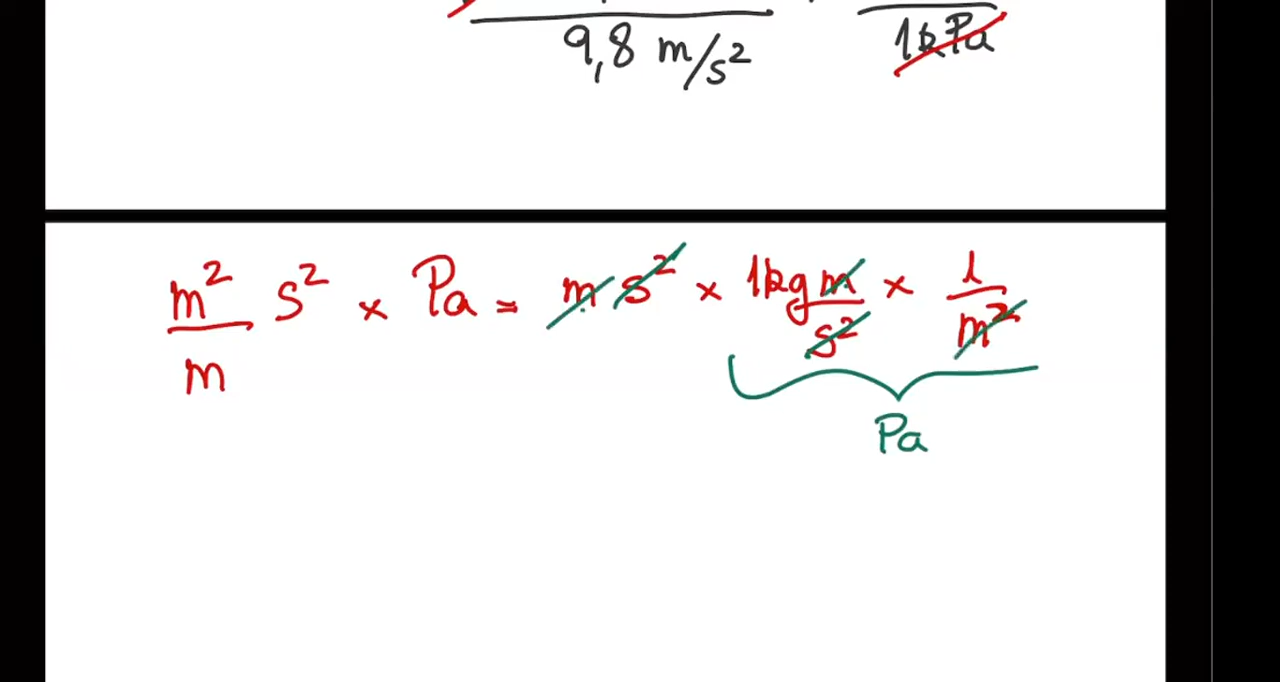 9,8 m/s² 1kPa
m²/m s² × Pa = m s² × 1kg m/s² × 1/m²
Pa